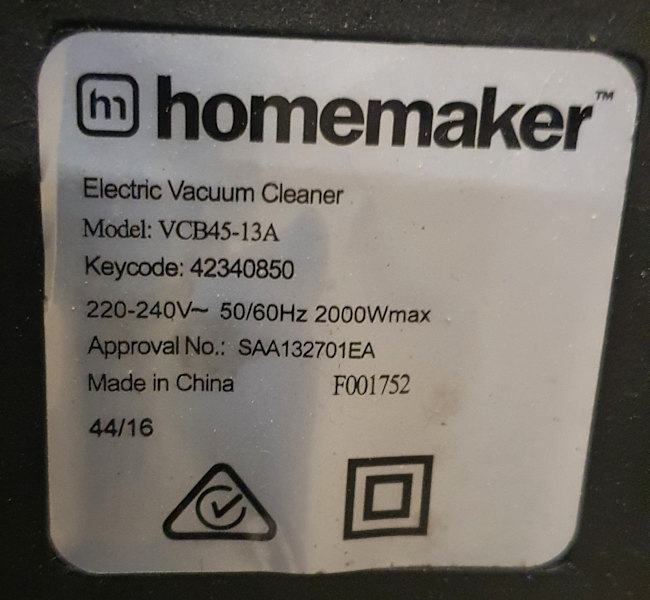 hm homemaker™
Electric Vacuum Cleaner
Model: VCB45-13A
Keycode: 42340850
220-240V~ 50/60Hz 2000Wmax
Approval No.: SAA132701EA
Made in China F001752
44/16